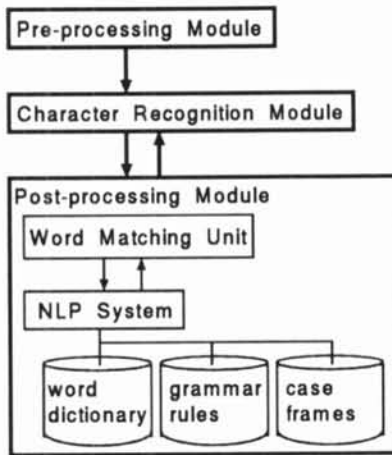 Pre-processing Module
Character Recognition Module
Post-processing Module
Word Matching Unit
NLP System
word
dictionary
grammar
rules
case
frames